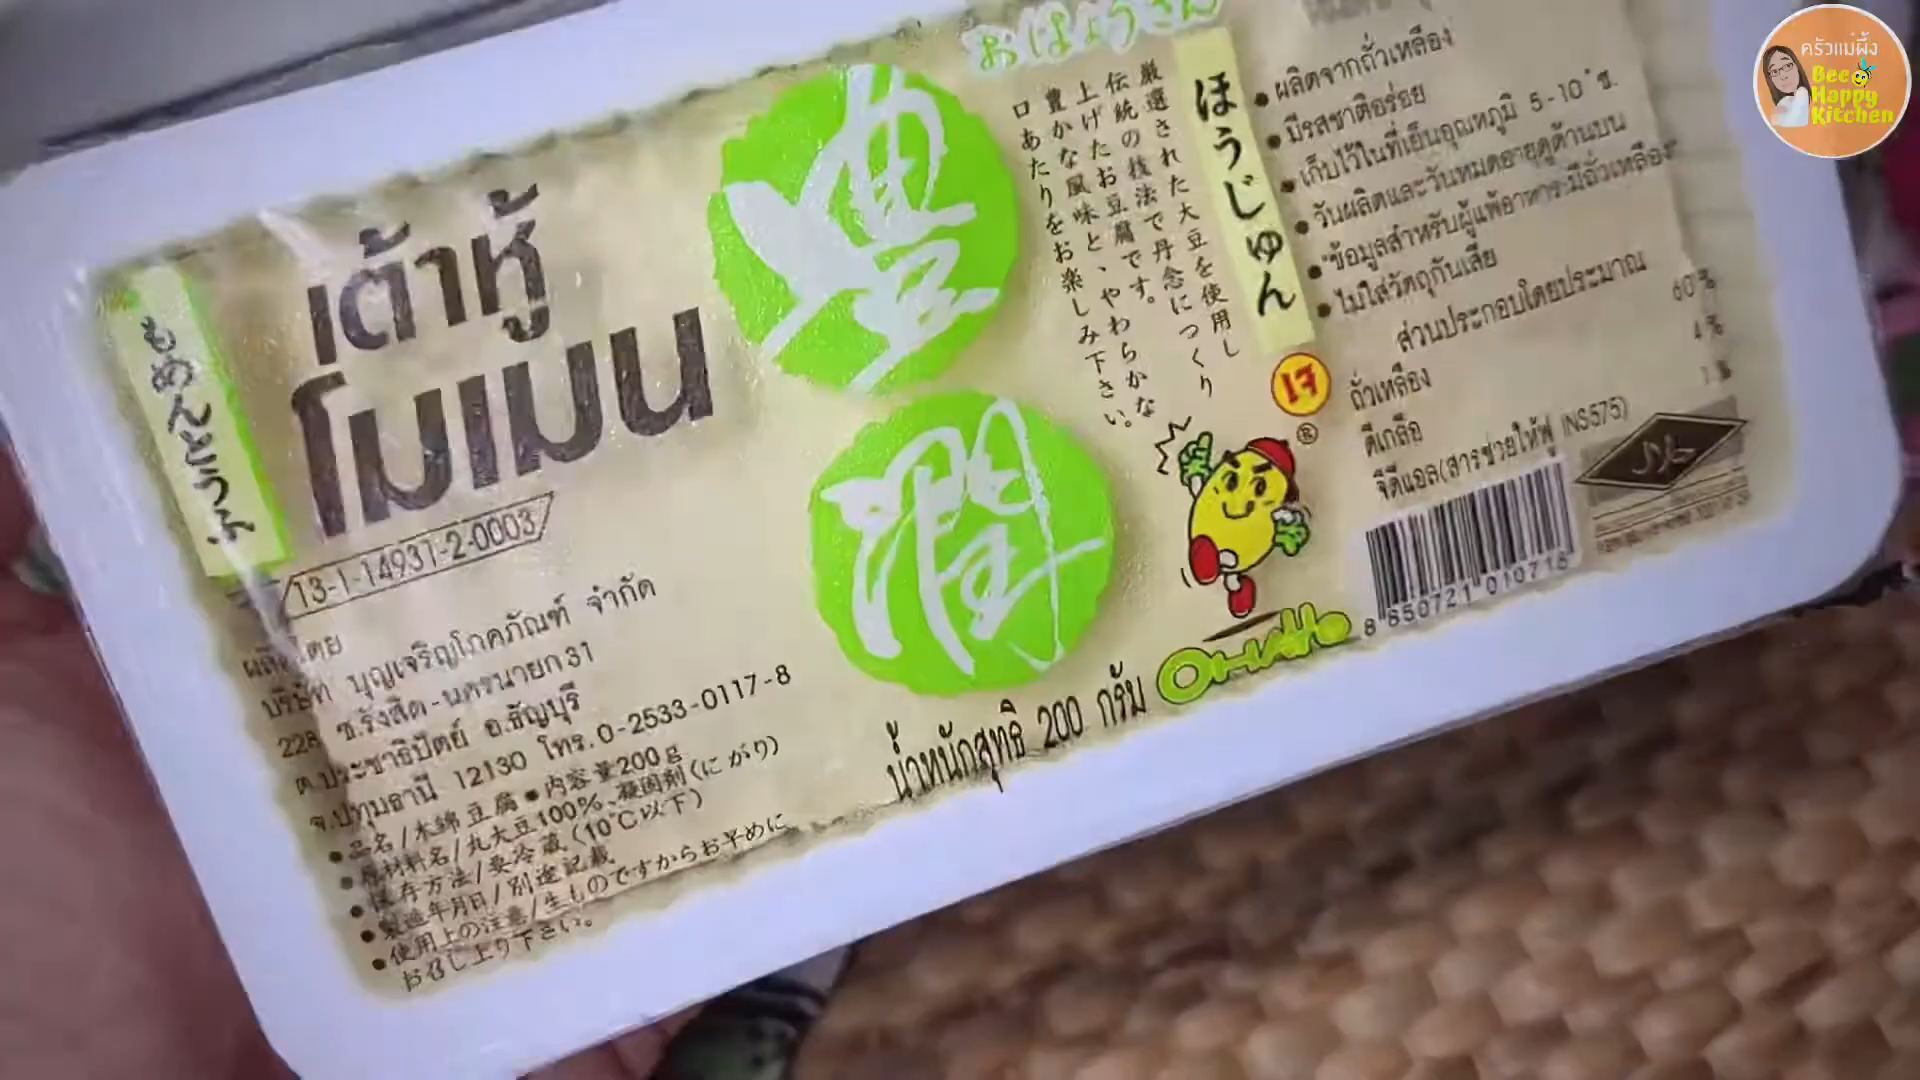 もめんとうふ
เต้าหู้
โมเมน
13-1-14931-2-0003
ผลิตโดย
บริษัท บุญเจริญโภคภัณฑ์ จำกัด
228 ซ.รังสิต-นครนายก 31
ต.ประชาธิปัตย์ อ.ธัญบุรี
จ.ปทุมธานี 12130 โทร. 0-2533-0117-8
●品名/木綿豆腐●内容量200g
●原材料名/丸大豆100%、凝固剤(にがり)
●保存方法/要冷蔵(10℃以下)
●製造年月日/別途記載
●使用上の注意/生ものですからお早めに
お召し上り下さい。
豊
潤
おはようさん
厳選された大豆を使用し
伝統の技法で丹念につくり
上げたお豆腐です。
豊かな風味と、やわらかな
口あたりをお楽しみ下さい。
ほうじゅん
เจ
®
OHAYO
น้ำหนักสุทธิ 200 กรัม
● ผลิตจากถั่วเหลือง
● มีรสชาติอร่อย
● เก็บไว้ในที่เย็นอุณหภูมิ 5-10 °ซ.
● วันผลิตและวันหมดอายุดูด้านบน
● "ข้อมูลสำหรับผู้แพ้อาหาร:มีถั่วเหลือง"
● ไม่ใส่วัตถุกันเสีย
ส่วนประกอบโดยประมาณ
ถั่วเหลือง 60 %
ดีเกลือ 4 %
จีดีแอล(สารช่วยให้ฟู (NS575) 1 %
8 850721 010718
ครัวแม่ผึ้ง
Bee
Happy
Kitchen